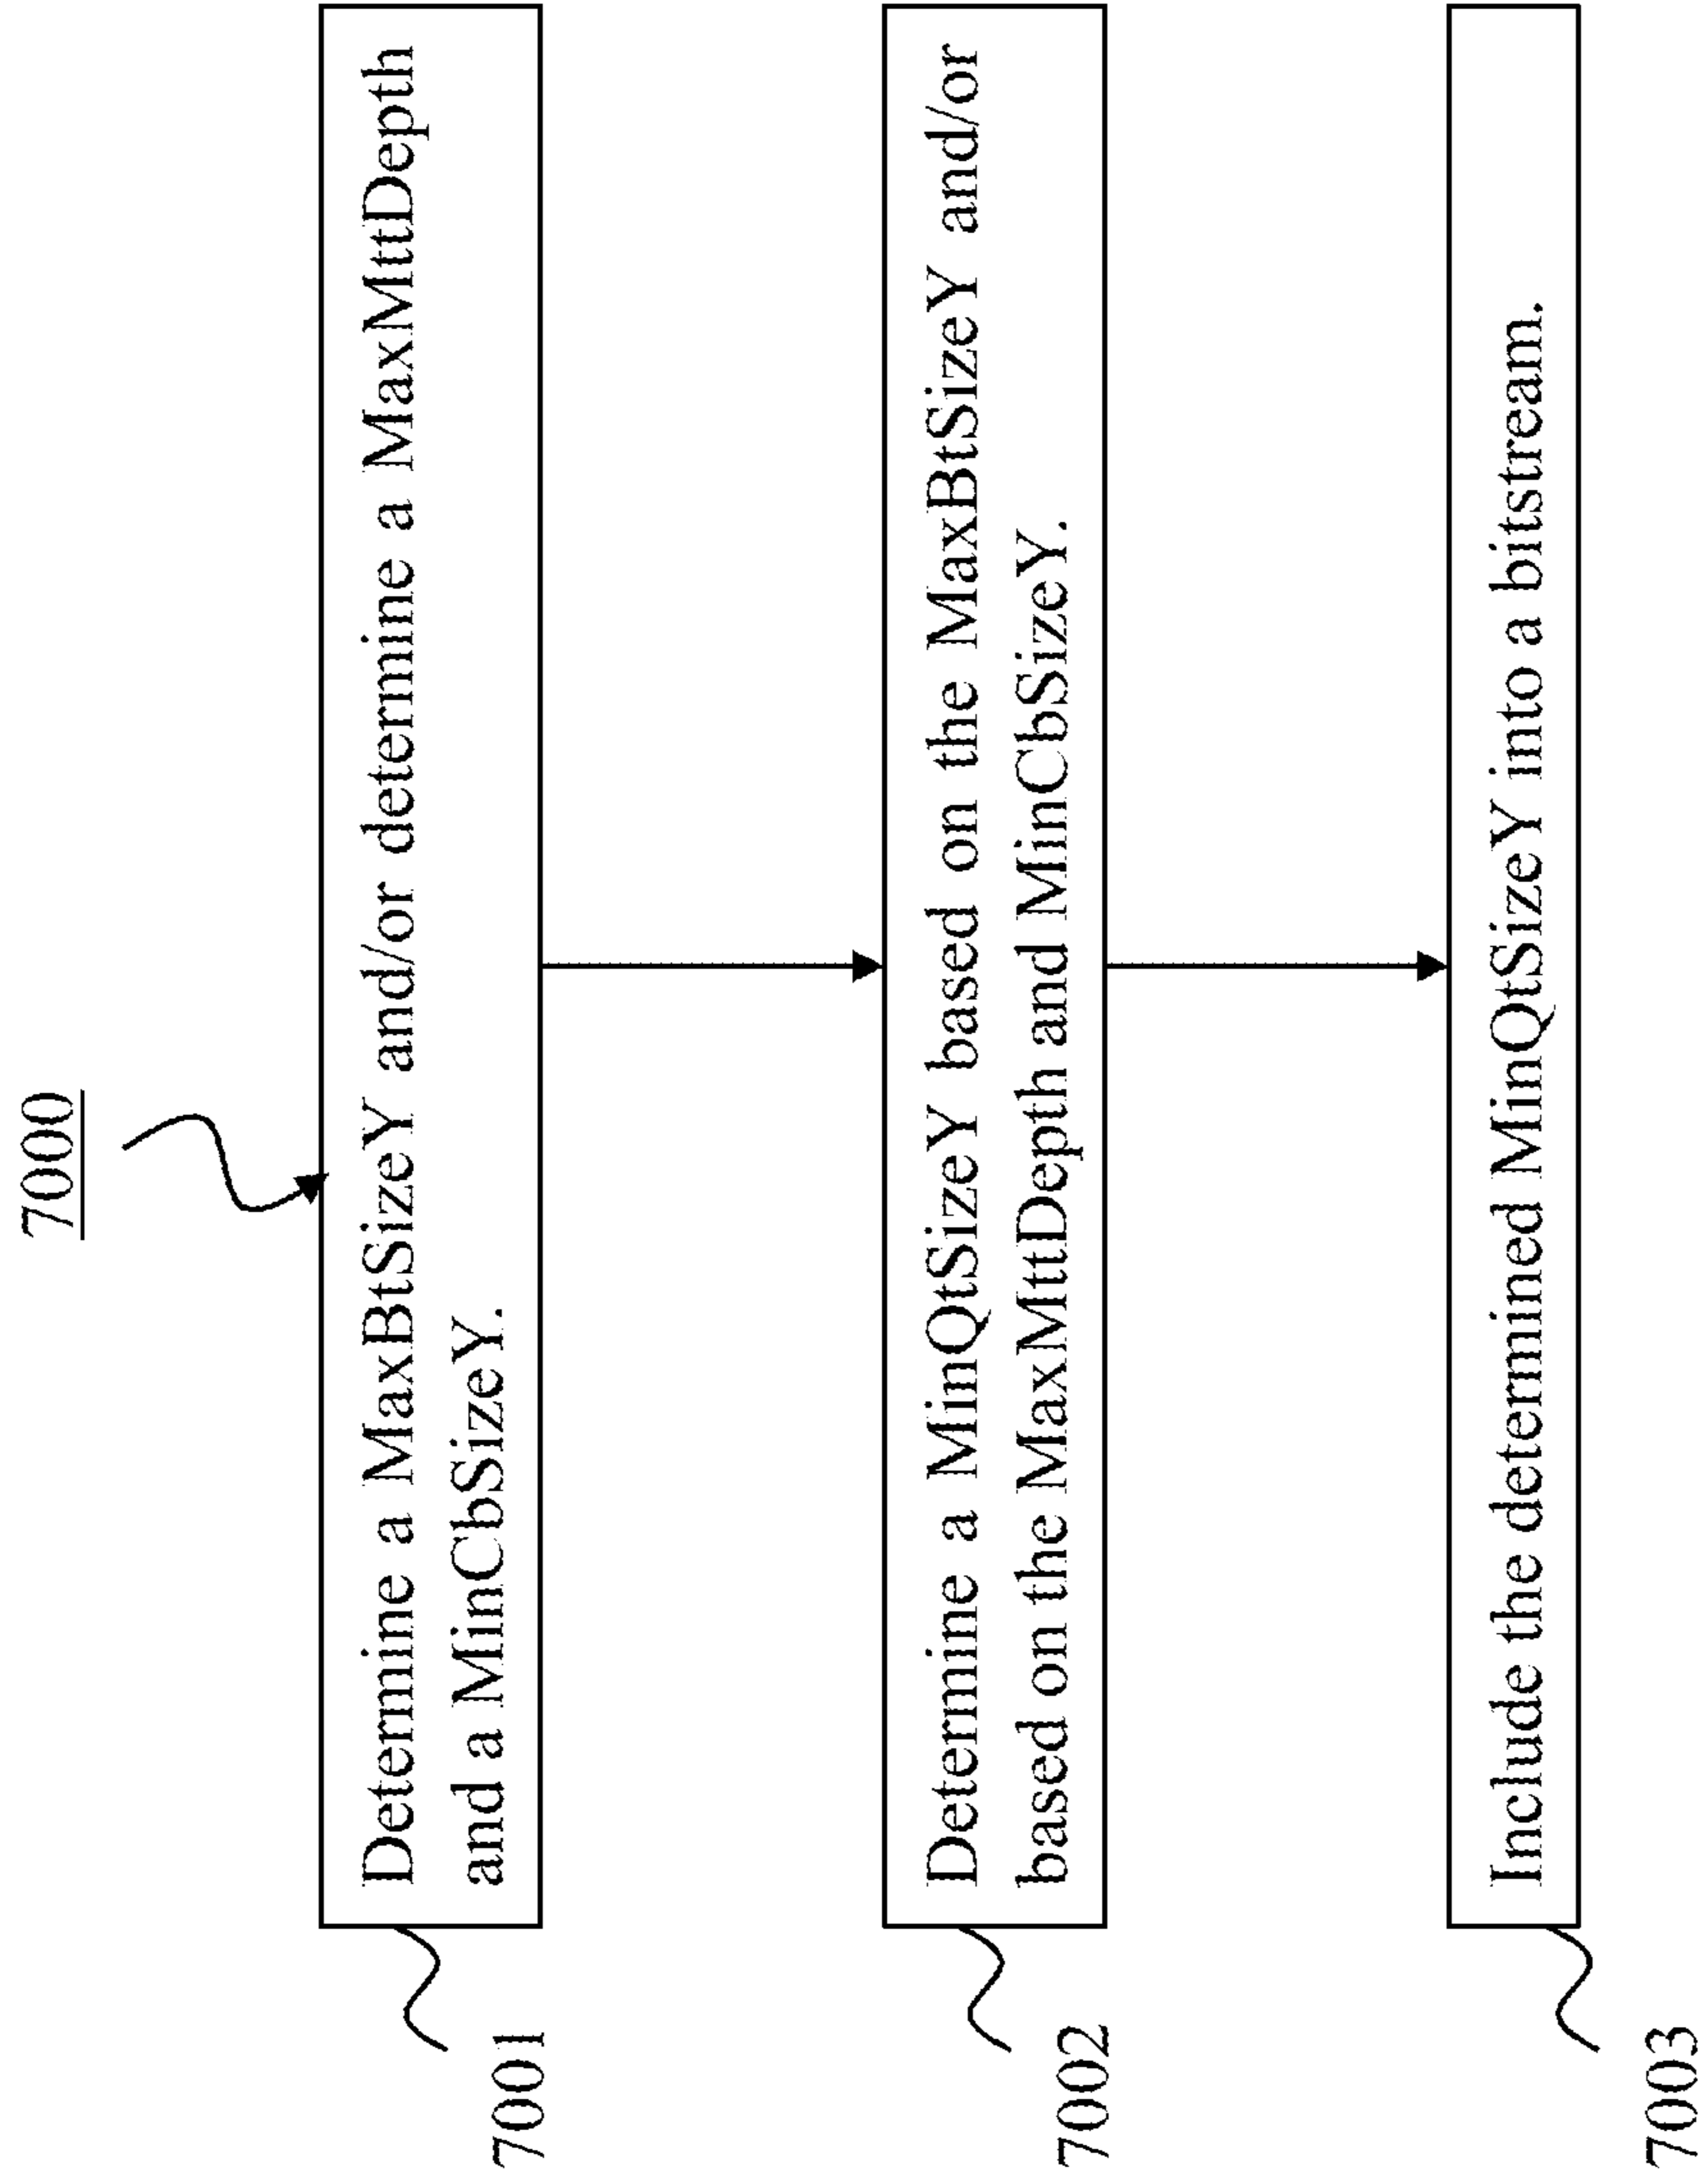 7000
7001
Determine a MaxBtSizeY and/or determine a MaxMttDepth
and a MinCbSizeY.
7002
Determine a MinQtSizeY based on the MaxBtSizeY and/or
based on the MaxMttDepth and MinCbSizeY.
7003
Include the determined MinQtSizeY into a bitstream.